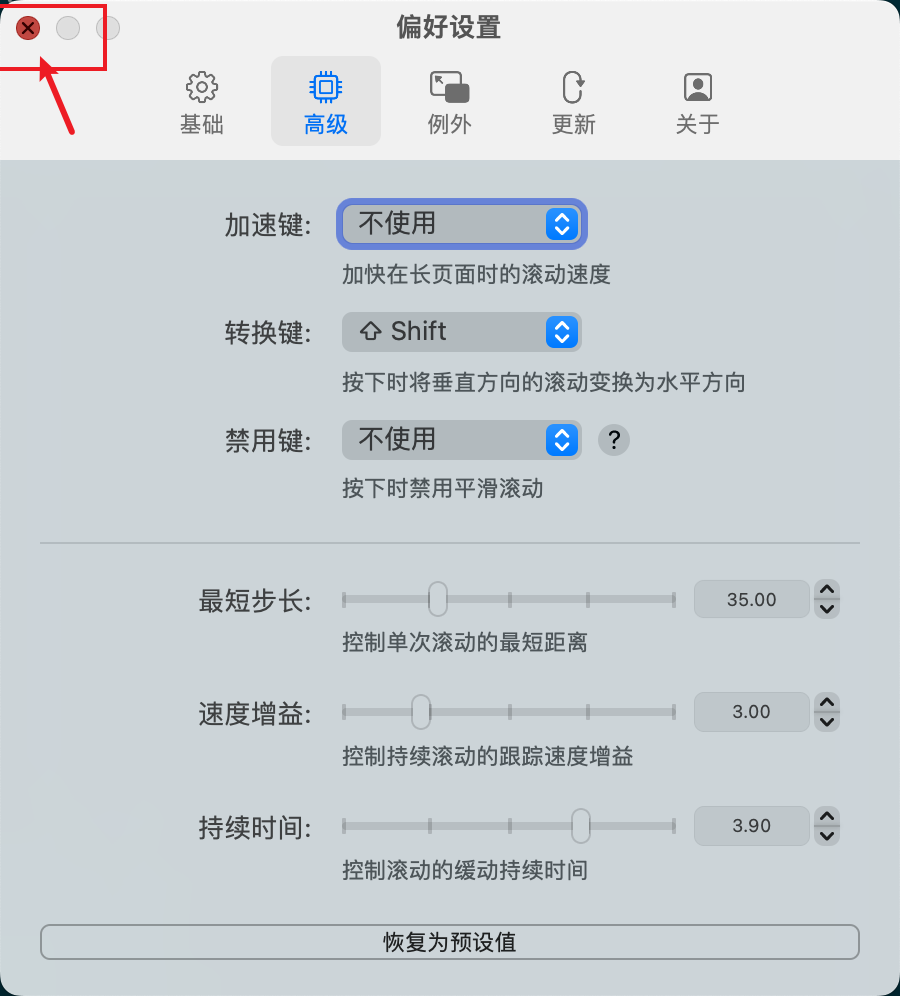 偏好设置
基础 高级 例外 更新 关于
加速键: 不使用
加快在长页面时的滚动速度
转换键: Shift
按下时将垂直方向的滚动变换为水平方向
禁用键: 不使用 ?
按下时禁用平滑滚动
最短步长: 35.00
控制单次滚动的最短距离
速度增益: 3.00
控制持续滚动的跟踪速度增益
持续时间: 3.90
控制滚动的缓动持续时间
恢复为预设值